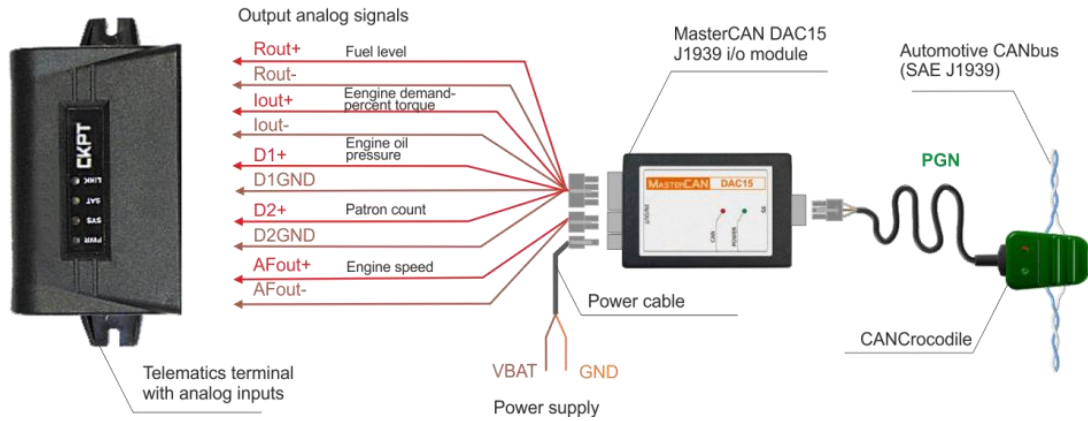 Output analog signals
Rout+
Fuel level
Rout-
Iout+
Eengine demand-
percent torque
Iout-
D1+
Engine oil
pressure
D1GND
D2+
Patron count
D2GND
AFout+
Engine speed
AFout-
CKPT
LINK
SAT
SYS
PWR
Telematics terminal
with analog inputs
MasterCAN DAC15
J1939 i/o module
MASTERCAN DAC15
CAN
POWER
Power cable
VBAT
GND
Power supply
Automotive CANbus
(SAE J1939)
PGN
CANCrocodile